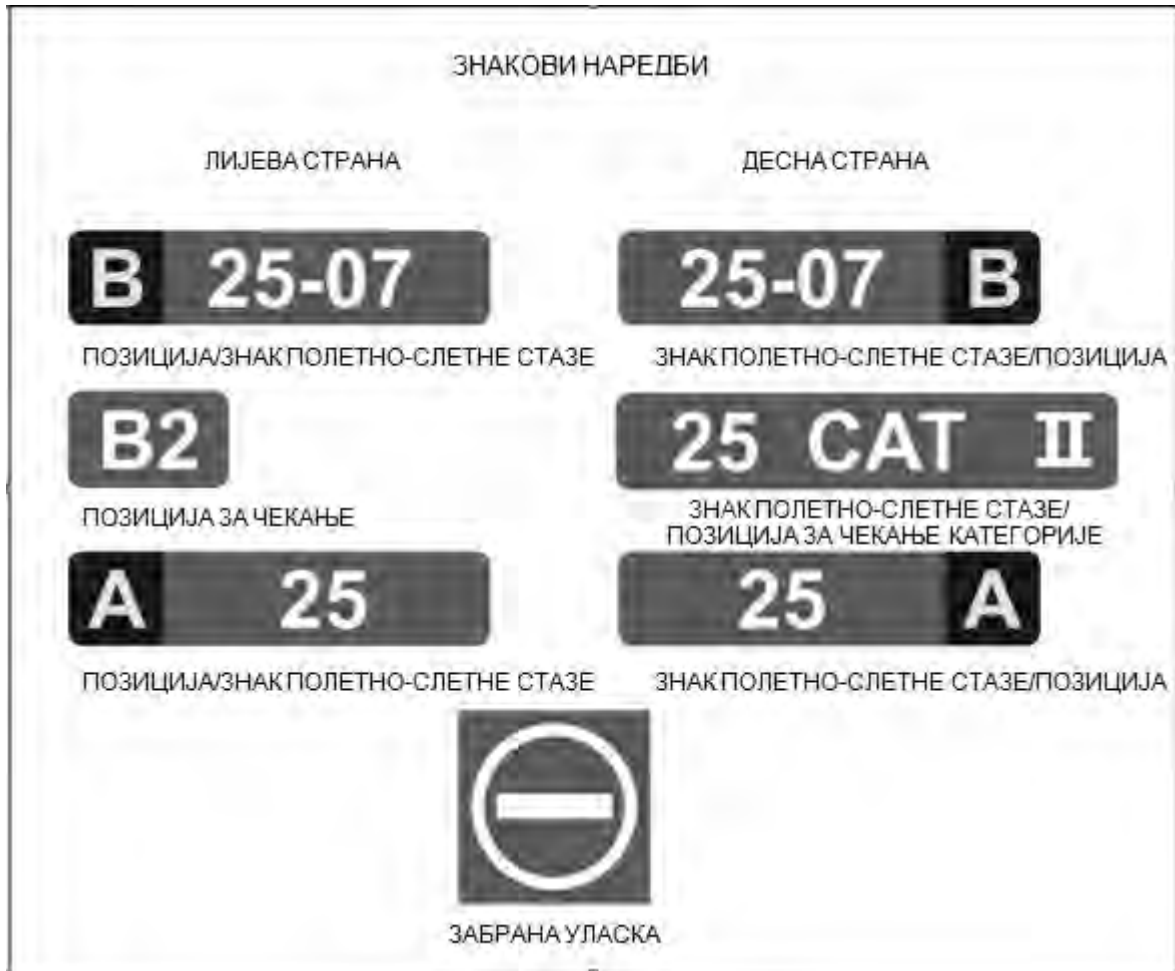 ЗНАКОВИ НАРЕДБИ
ЛИЈЕВА СТРАНА
ДЕСНА СТРАНА
B 25-07
25-07 B
ПОЗИЦИЈА/ЗНАК ПОЛЕТНО-СЛЕТНЕ СТАЗЕ
ЗНАК ПОЛЕТНО-СЛЕТНЕ СТАЗЕ/ПОЗИЦИЈА
B2
25 CAT II
ПОЗИЦИЈА ЗА ЧЕКАЊЕ
ЗНАК ПОЛЕТНО-СЛЕТНЕ СТАЗЕ/
ПОЗИЦИЈА ЗА ЧЕКАЊЕ КАТЕГОРИЈЕ
A 25
25 A
ПОЗИЦИЈА/ЗНАК ПОЛЕТНО-СЛЕТНЕ СТАЗЕ
ЗНАК ПОЛЕТНО-СЛЕТНЕ СТАЗЕ/ПОЗИЦИЈА
ЗАБРАНА УЛАСКА